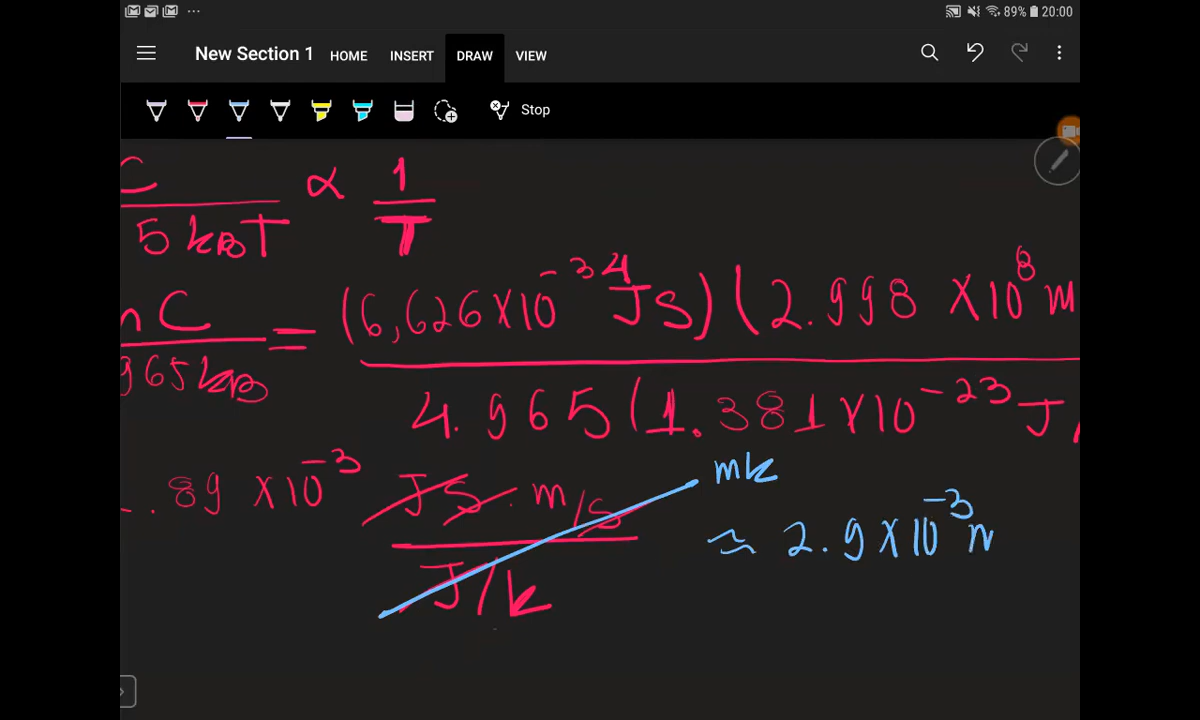 89% 20:00
New Section 1 HOME INSERT DRAW VIEW
Stop
C / 5 kBT ∝ 1 / T
hC / 965 kB = (6,626×10^-34 JS) (2.998 ×10^8 m / 4.965 (1.381×10^-23 J/
.89 ×10^-3 JS . m/s / J/k mk
≈ 2.9×10^-3 m